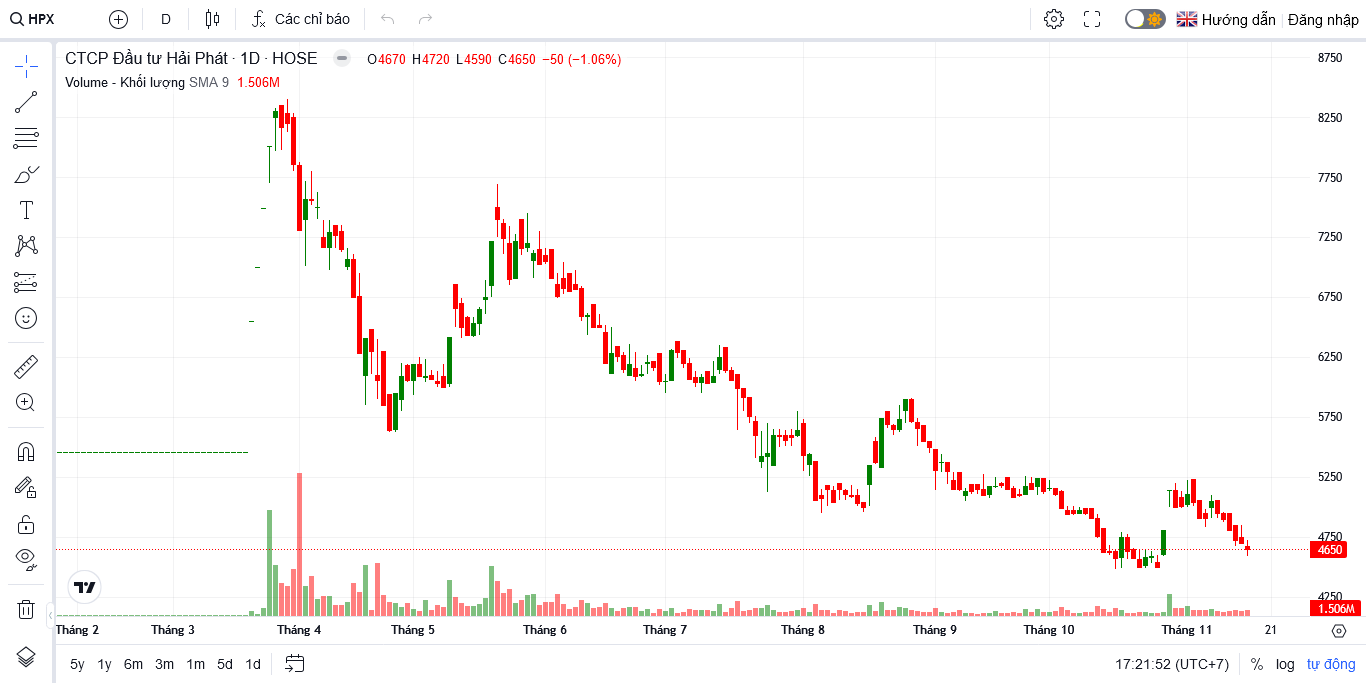 HPX D Các chỉ báo Hướng dẫn Đăng nhập
CTCP Đầu tư Hải Phát · 1D · HOSE O4670 H4720 L4590 C4650 −50 (−1.06%)
Volume - Khối lượng SMA 9 1.506M
8750
8250
7750
7250
6750
6250
5750
5250
4750
4650
4250
1.506M
Tháng 2 Tháng 3 Tháng 4 Tháng 5 Tháng 6 Tháng 7 Tháng 8 Tháng 9 Tháng 10 Tháng 11 21
5y 1y 6m 3m 1m 5d 1d 17:21:52 (UTC+7) % log tự động